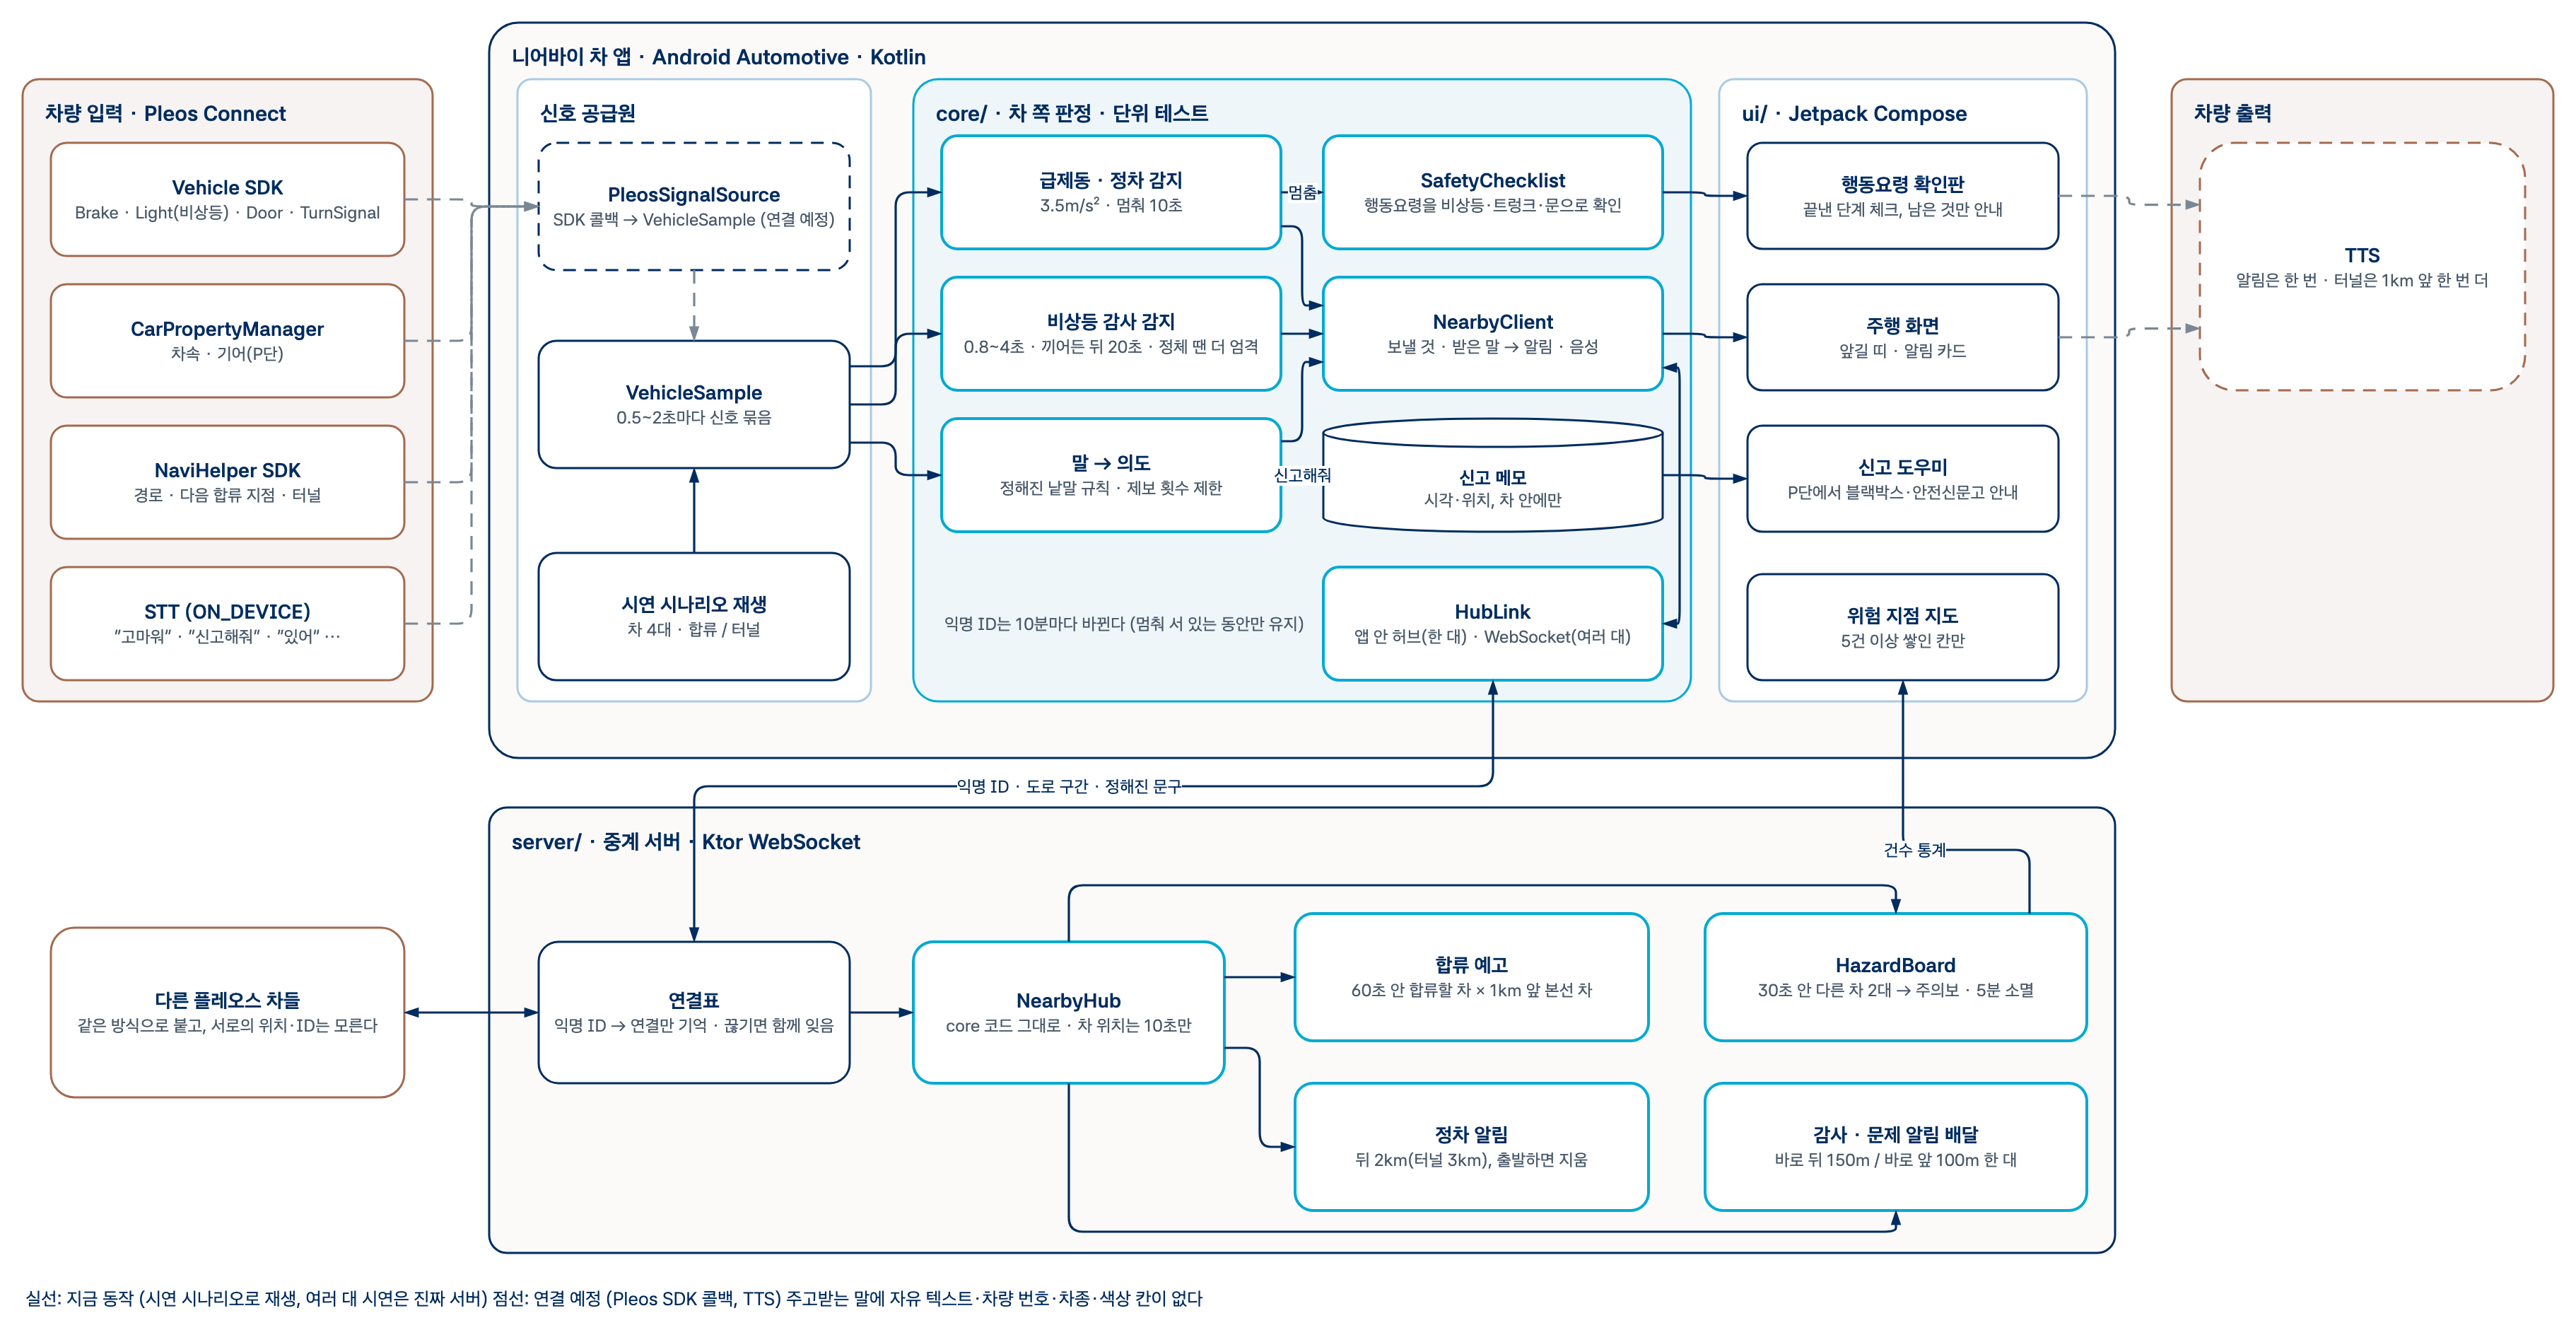 니어바이 차 앱 · Android Automotive · Kotlin
차량 입력 · Pleos Connect
Vehicle SDK
Brake · Light(비상등) · Door · TurnSignal
CarPropertyManager
차속 · 기어(P단)
NaviHelper SDK
경로 · 다음 합류 지점 · 터널
STT (ON_DEVICE)
“고마워” · “신고해줘” · “있어” ···
신호 공급원
PleosSignalSource
SDK 콜백 → VehicleSample (연결 예정)
VehicleSample
0.5~2초마다 신호 묶음
시연 시나리오 재생
차 4대 · 합류 / 터널
core/ · 차 쪽 판정 · 단위 테스트
급제동 · 정차 감지
3.5m/s² · 멈춰 10초
멈춤
SafetyChecklist
행동요령을 비상등·트렁크·문으로 확인
비상등 감사 감지
0.8~4초 · 끼어든 뒤 20초 · 정체 땐 더 엄격
NearbyClient
보낼 것 · 받은 말 → 알림 · 음성
말 → 의도
정해진 낱말 규칙 · 제보 횟수 제한
신고해줘
신고 메모
시각·위치, 차 안에만
익명 ID는 10분마다 바뀐다 (멈춰 서 있는 동안만 유지)
HubLink
앱 안 허브(한 대) · WebSocket(여러 대)
ui/ · Jetpack Compose
행동요령 확인판
끝낸 단계 체크, 남은 것만 안내
주행 화면
앞길 띠 · 알림 카드
신고 도우미
P단에서 블랙박스·안전신문고 안내
위험 지점 지도
5건 이상 쌓인 칸만
차량 출력
TTS
알림은 한 번 · 터널은 1km 앞 한 번 더
익명 ID · 도로 구간 · 정해진 문구
server/ · 중계 서버 · Ktor WebSocket
건수 통계
다른 플레오스 차들
같은 방식으로 붙고, 서로의 위치·ID는 모른다
연결표
익명 ID → 연결만 기억 · 끊기면 함께 잊음
NearbyHub
core 코드 그대로 · 차 위치는 10초만
합류 예고
60초 안 합류할 차 × 1km 앞 본선 차
HazardBoard
30초 안 다른 차 2대 → 주의보 · 5분 소멸
정차 알림
뒤 2km(터널 3km), 출발하면 지움
감사 · 문제 알림 배달
바로 뒤 150m / 바로 앞 100m 한 대
실선: 지금 동작 (시연 시나리오로 재생, 여러 대 시연은 진짜 서버) 점선: 연결 예정 (Pleos SDK 콜백, TTS) 주고받는 말에 자유 텍스트·차량 번호·차종·색상 칸이 없다